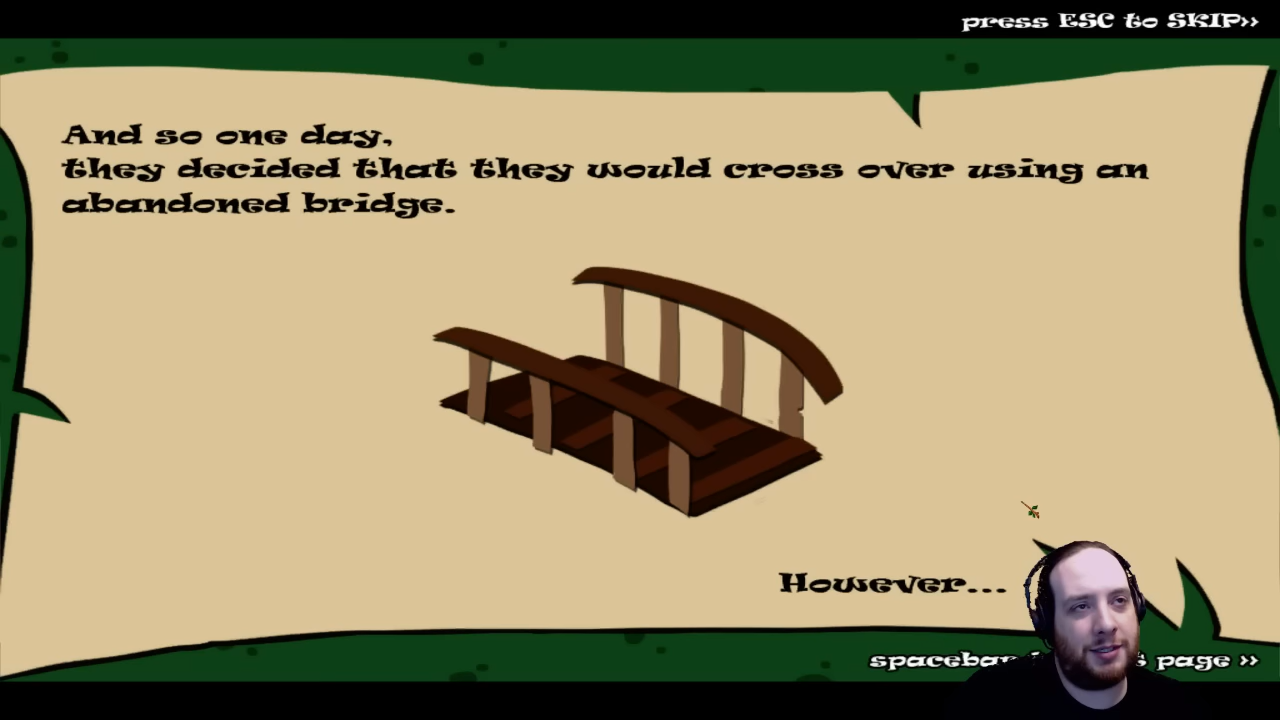 press ESC to SKIP>>
And so one day,
they decided that they would cross over using an
abandoned bridge.
However...
spacebar page >>